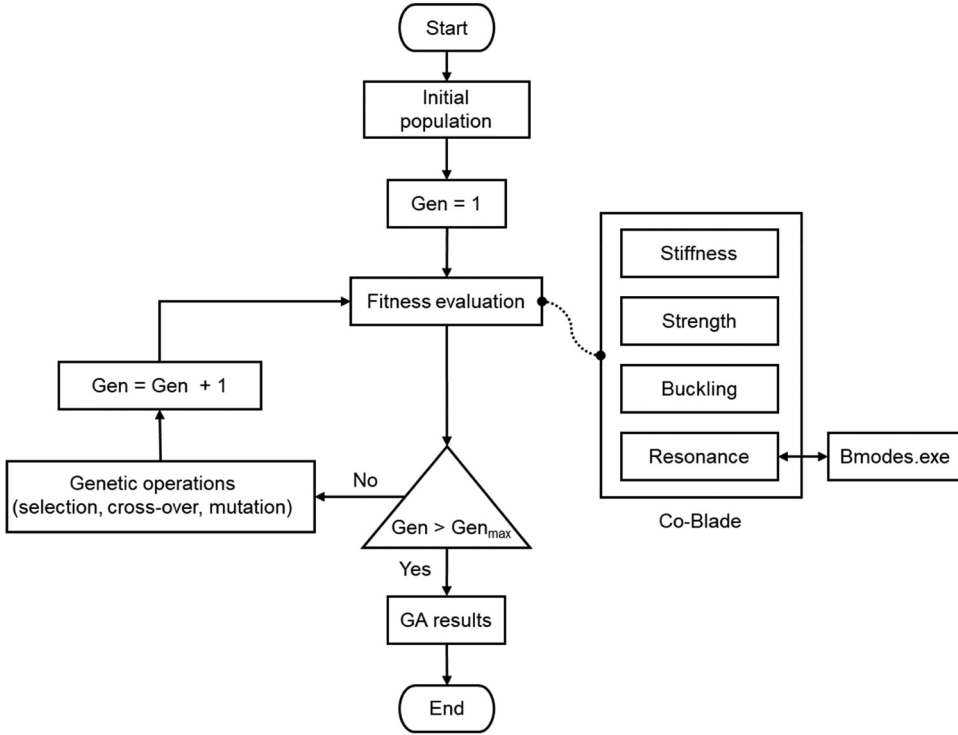 Start
Initial
population
Gen = 1
Fitness evaluation
Stiffness
Strength
Buckling
Resonance
Bmodes.exe
Co-Blade
Gen = Gen + 1
Genetic operations
(selection, cross-over, mutation)
No
Gen > Genmax
Yes
GA results
End